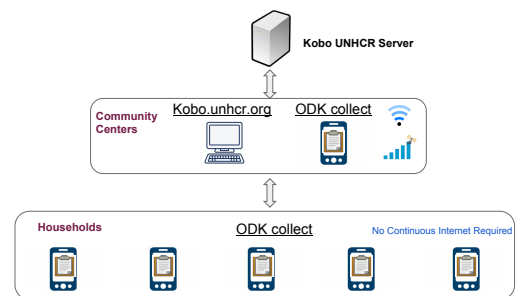 Kobo UNHCR Server
Community
Centers
Kobo.unhcr.org
ODK collect
Households
ODK collect
No Continuous Internet Required